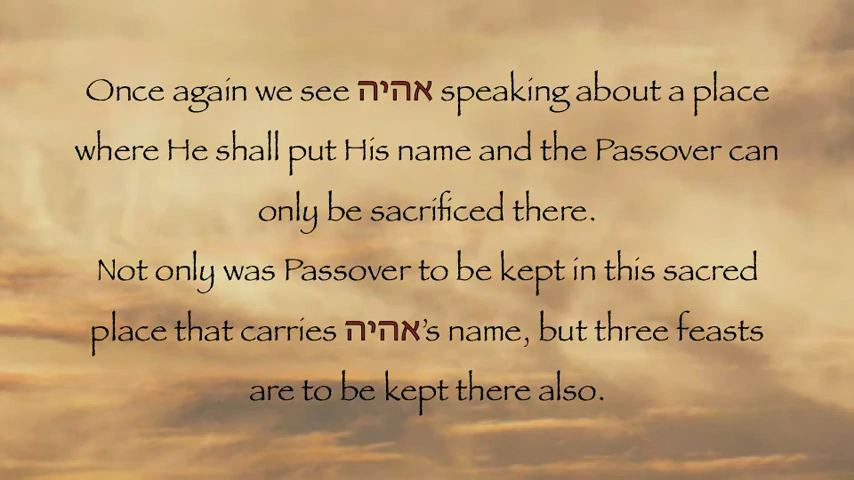 Once again we see אהיה speaking about a place
where He shall put His name and the Passover can
only be sacrificed there.
Not only was Passover to be kept in this sacred
place that carries אהיה’s name, but three feasts
are to be kept there also.